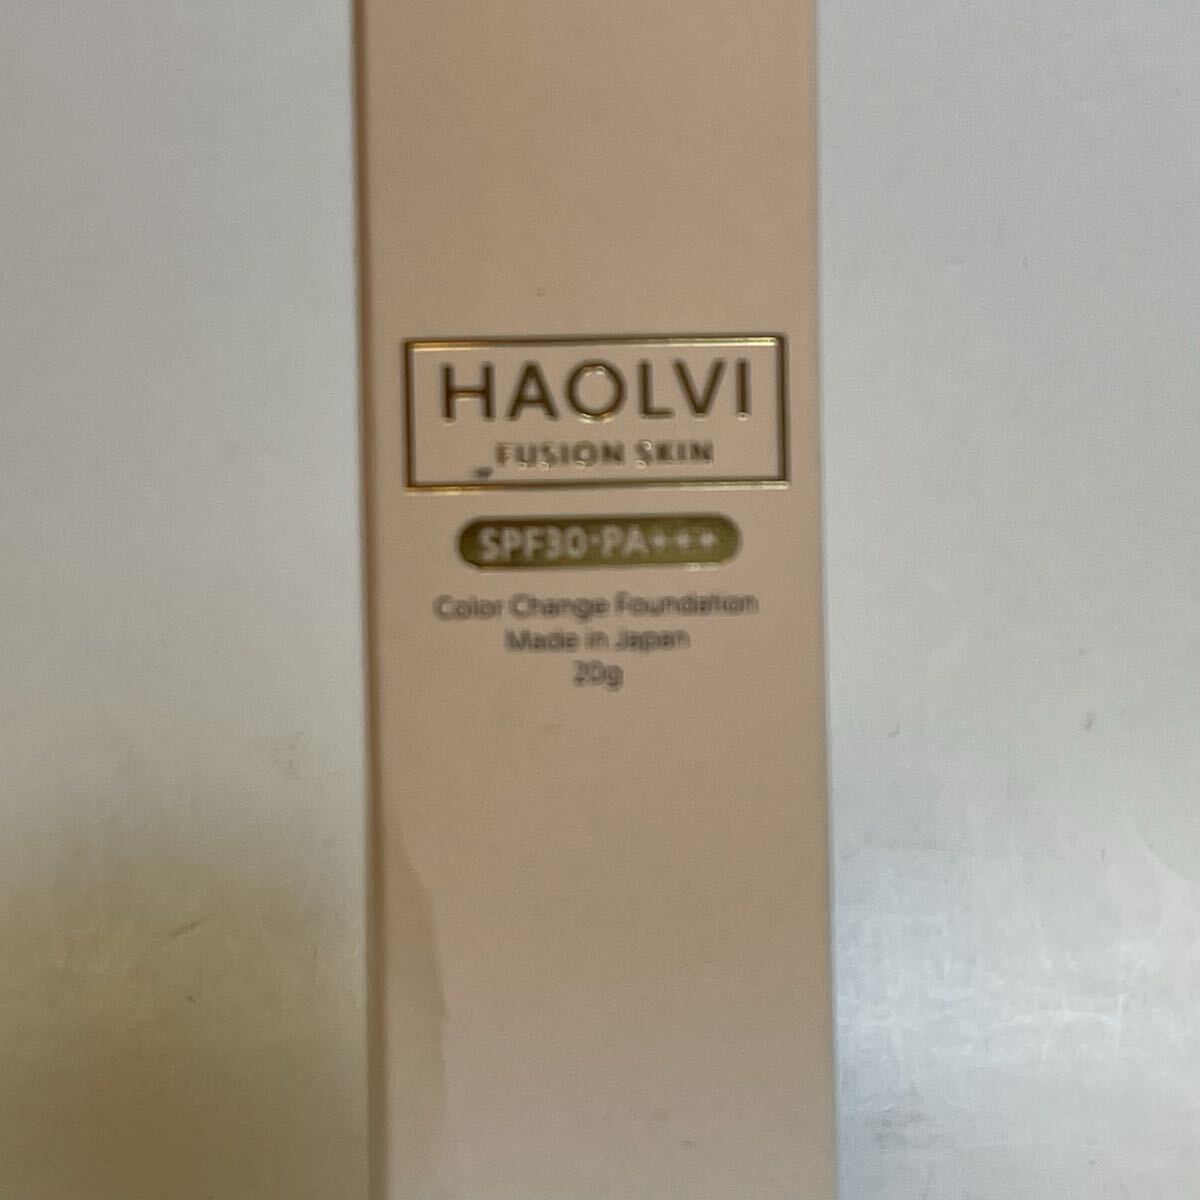 HAOLVI
FUSION SKIN
SPF30·PA+++
Color Change Foundation
Made in Japan
20g